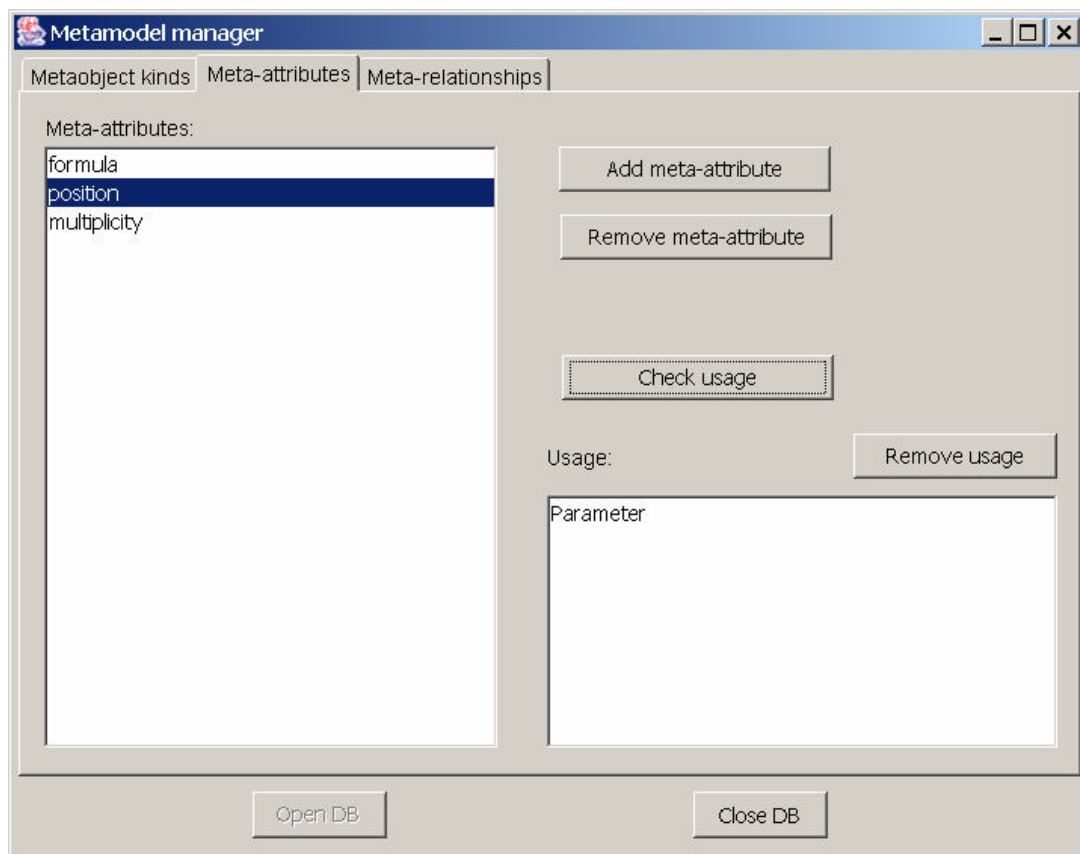 Metamodel manager
Metaobject kinds
Meta-attributes
Meta-relationships
Meta-attributes:
formula
position
multiplicity
Add meta-attribute
Remove meta-attribute
Check usage
Usage:
Remove usage
Parameter
Open DB
Close DB